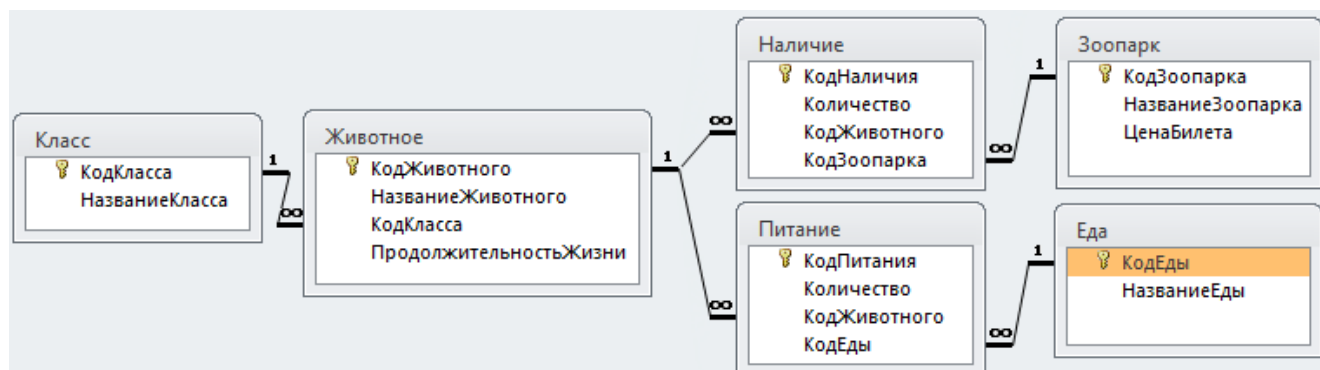 Класс
КодКласса
НазваниеКласса
1
∞
Животное
КодЖивотного
НазваниеЖивотного
КодКласса
ПродолжительностьЖизни
1
∞
∞
Наличие
КодНаличия
Количество
КодЖивотного
КодЗоопарка
1
∞
Зоопарк
КодЗоопарка
НазваниеЗоопарка
ЦенаБилета
Питание
КодПитания
Количество
КодЖивотного
КодЕды
1
∞
Еда
КодЕды
НазваниеЕды